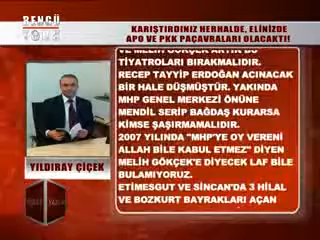 BENGÜ
KARIŞTIRDINIZ HERHALDE, ELİNİZDE
APO VE PKK PAÇAVRALARI OLACAKTI!!
VE MELİH GÖKÇEK ARTIK BU
TİYATROLARI BIRAKMALIDIR.
RECEP TAYYİP ERDOĞAN ACINACAK
BİR HALE DÜŞMÜŞTÜR. YAKINDA
MHP GENEL MERKEZİ ÖNÜNE
MENDİL SERİP BAĞDAŞ KURARSA
KİMSE ŞAŞIRMAMALIDIR.
2007 YILINDA "MHP'YE OY VERENİ
ALLAH BİLE KABUL ETMEZ" DİYEN
MELİH GÖKÇEK'E DİYECEK LAF BİLE
BULAMIYORUZ.
ETİMESGUT VE SİNCAN'DA 3 HİLAL
VE BOZKURT BAYRAKLARI AÇAN
YILDIRAY ÇİÇEK